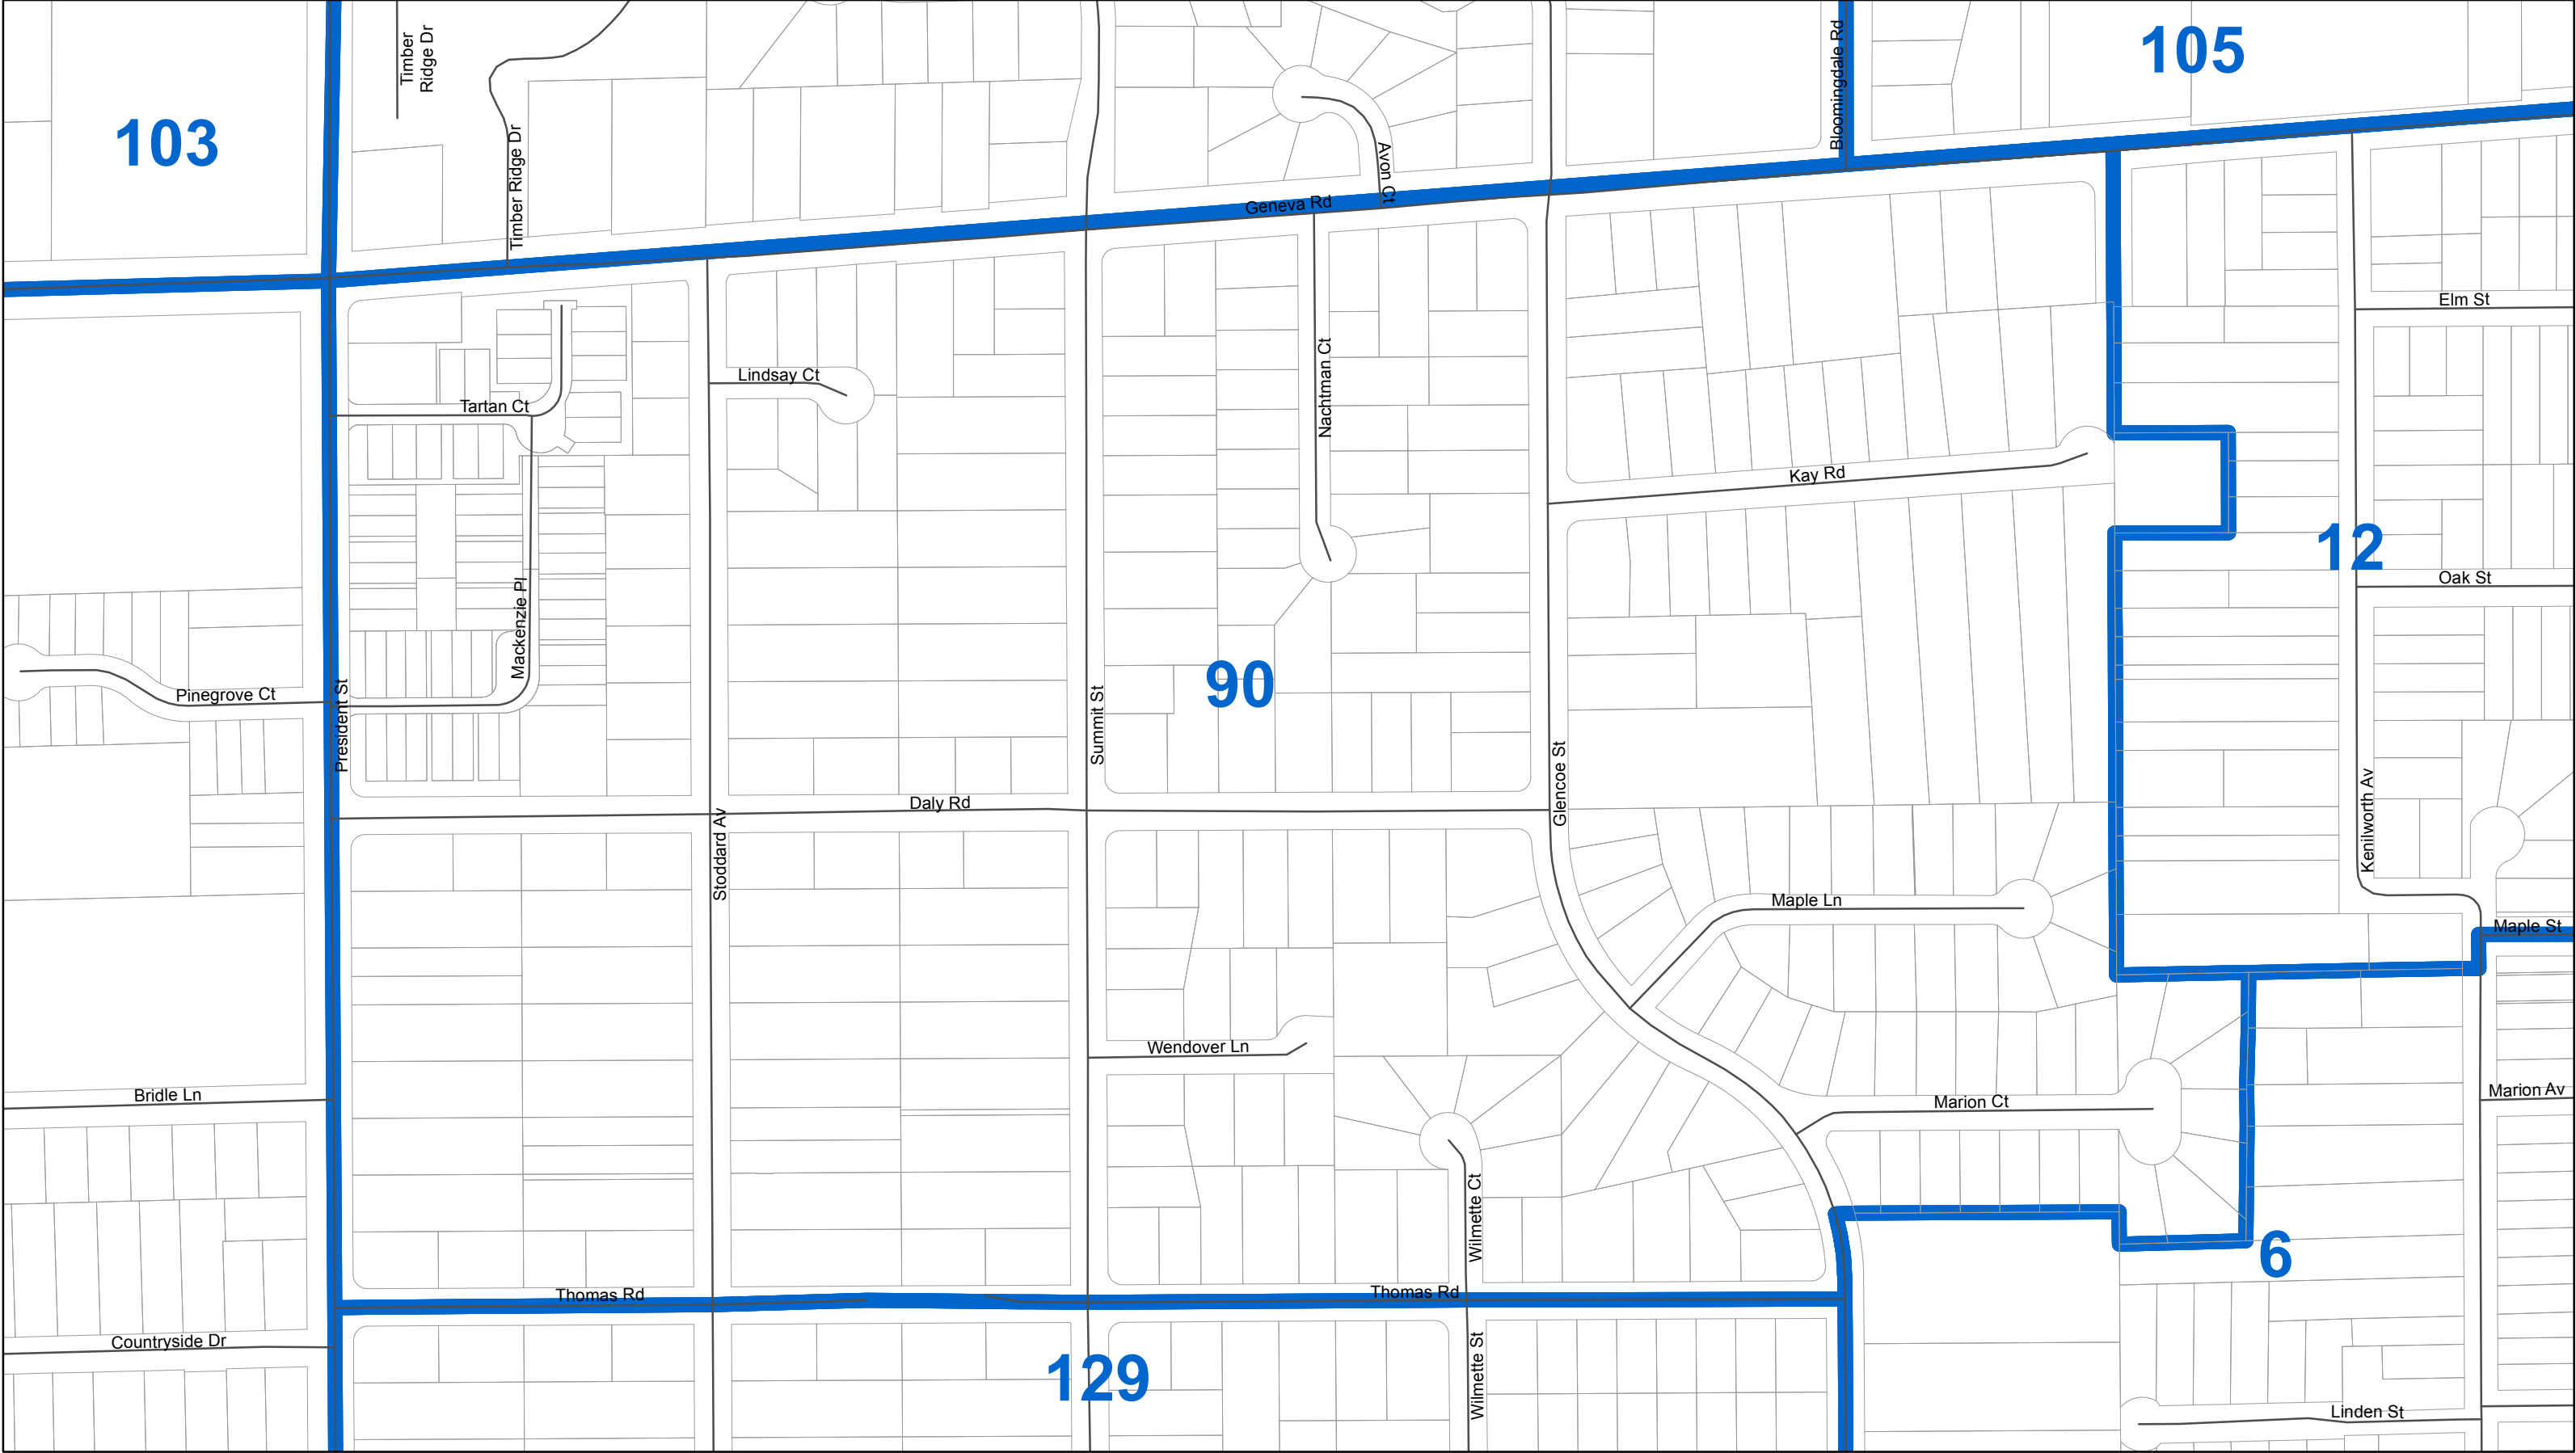 Timber
Ridge Dr
Bloomingdale Rd
105
103
Timber Ridge Dr
Avon Ct
Geneva Rd
Elm St
Lindsay Ct
Nachtman Ct
Tartan Ct
Kay Rd
12
Oak St
Mackenzie Pl
90
Pinegrove Ct
President St
Summit St
Glencoe St
Daly Rd
Stoddard Av
Kenilworth Av
Maple Ln
Maple St
Wendover Ln
Bridle Ln
Marion Av
Marion Ct
Wilmette Ct
6
Thomas Rd
Thomas Rd
Countryside Dr
129
Wilmette St
Linden St